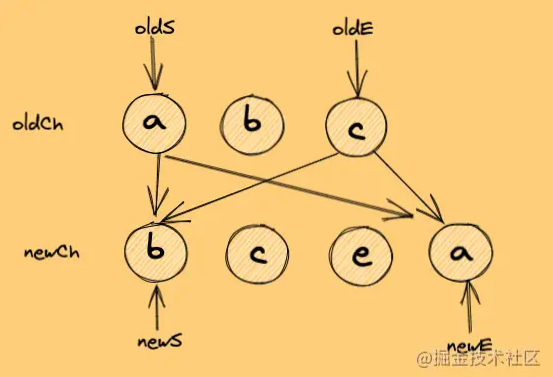 oldS oldE
oldCh a b c
newCh b c e a
newS newE
@掘金技术社区